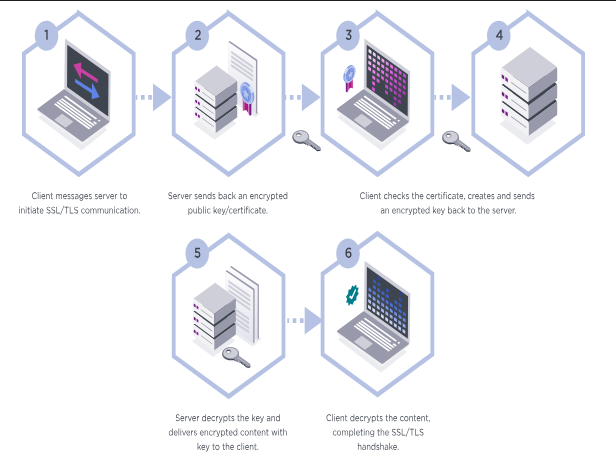 1
2
3
4
Client messages server to
initiate SSL/TLS communication.
Server sends back an encrypted
public key/certificate.
Client checks the certificate, creates and sends
an encrypted key back to the server.
5
6
Server decrypts the key and
delivers encrypted content with
key to the client.
Client decrypts the content,
completing the SSL/TLS
handshake.